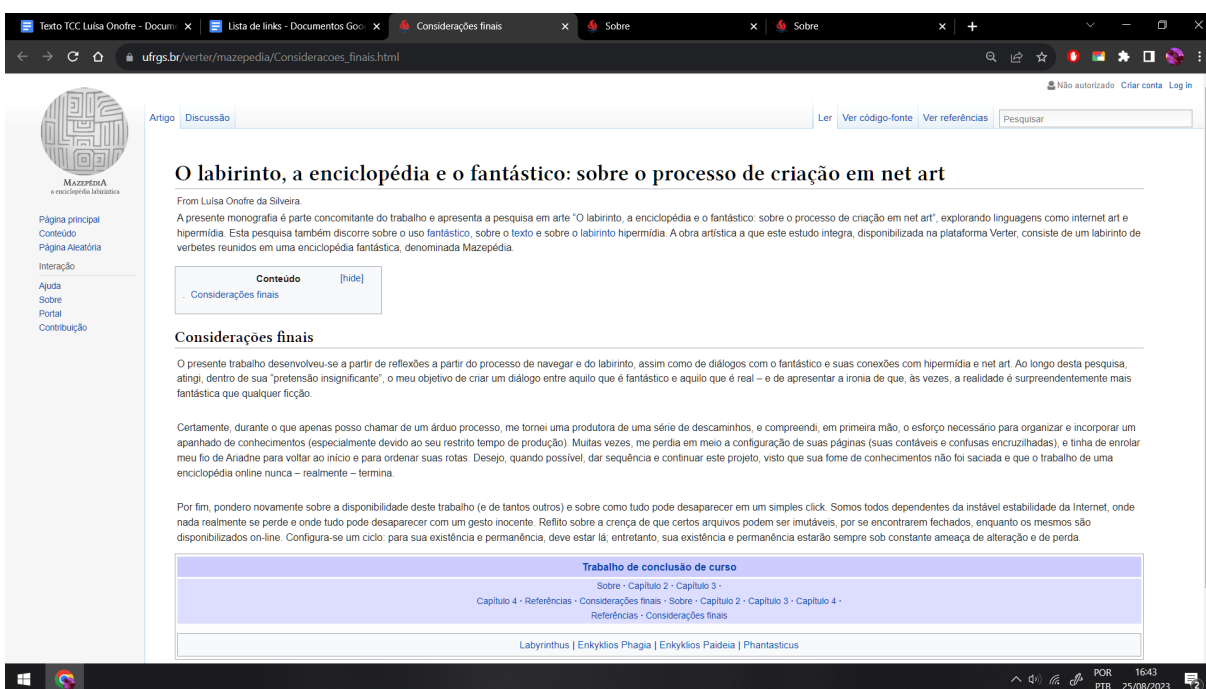 Texto TCC Luísa Onofre - Docum
Lista de links - Documentos Goo
Considerações finais
Sobre
Sobre
ufrgs.br/verter/mazepedia/Consideracoes_finais.html
Não autorizado Criar conta Log in
Artigo Discussão
Ler Ver código-fonte Ver referências Pesquisar
MAZEPÉDIA
a enciclopédia labiríntica
Página principal
Conteúdo
Página Aleatória
Interação
Ajuda
Sobre
Portal
Contribuição
O labirinto, a enciclopédia e o fantástico: sobre o processo de criação em net art
From Luísa Onofre da Silveira.
A presente monografia é parte concomitante do trabalho e apresenta a pesquisa em arte "O labirinto, a enciclopédia e o fantástico: sobre o processo de criação em net art", explorando linguagens como internet art e
hipermídia. Esta pesquisa também discorre sobre o uso fantástico, sobre o texto e sobre o labirinto hipermídia. A obra artística a que este estudo integra, disponibilizada na plataforma Verter, consiste de um labirinto de
verbetes reunidos em uma enciclopédia fantástica, denominada Mazepédia.
Conteúdo [hide]
. Considerações finais
Considerações finais
O presente trabalho desenvolveu-se a partir de reflexões a partir do processo de navegar e do labirinto, assim como de diálogos com o fantástico e suas conexões com hipermídia e net art. Ao longo desta pesquisa,
atingi, dentro de sua "pretensão insignificante", o meu objetivo de criar um diálogo entre aquilo que é fantástico e aquilo que é real – e de apresentar a ironia de que, às vezes, a realidade é surpreendentemente mais
fantástica que qualquer ficção.
Certamente, durante o que apenas posso chamar de um árduo processo, me tornei uma produtora de uma série de descaminhos, e compreendi, em primeira mão, o esforço necessário para organizar e incorporar um
apanhado de conhecimentos (especialmente devido ao seu restrito tempo de produção). Muitas vezes, me perdia em meio a configuração de suas páginas (suas contáveis e confusas encruzilhadas), e tinha de enrolar
meu fio de Ariadne para voltar ao início e para ordenar suas rotas. Desejo, quando possível, dar sequência e continuar este projeto, visto que sua fome de conhecimentos não foi saciada e que o trabalho de uma
enciclopédia online nunca – realmente – termina.
Por fim, pondero novamente sobre a disponibilidade deste trabalho (e de tantos outros) e sobre como tudo pode desaparecer em um simples click. Somos todos dependentes da instável estabilidade da Internet, onde
nada realmente se perde e onde tudo pode desaparecer com um gesto inocente. Reflito sobre a crença de que certos arquivos podem ser imutáveis, por se encontrarem fechados, enquanto os mesmos são
disponibilizados on-line. Configura-se um ciclo: para sua existência e permanência, deve estar lá; entretanto, sua existência e permanência estarão sempre sob constante ameaça de alteração e de perda.
Trabalho de conclusão de curso
Sobre · Capítulo 2 · Capítulo 3 ·
Capítulo 4 · Referências · Considerações finais · Sobre · Capítulo 2 · Capítulo 3 · Capítulo 4 ·
Referências · Considerações finais
Labyrinthus | Enkyklios Phagia | Enkyklios Paideia | Phantasticus
POR 16:43
PTB 25/08/2023
2